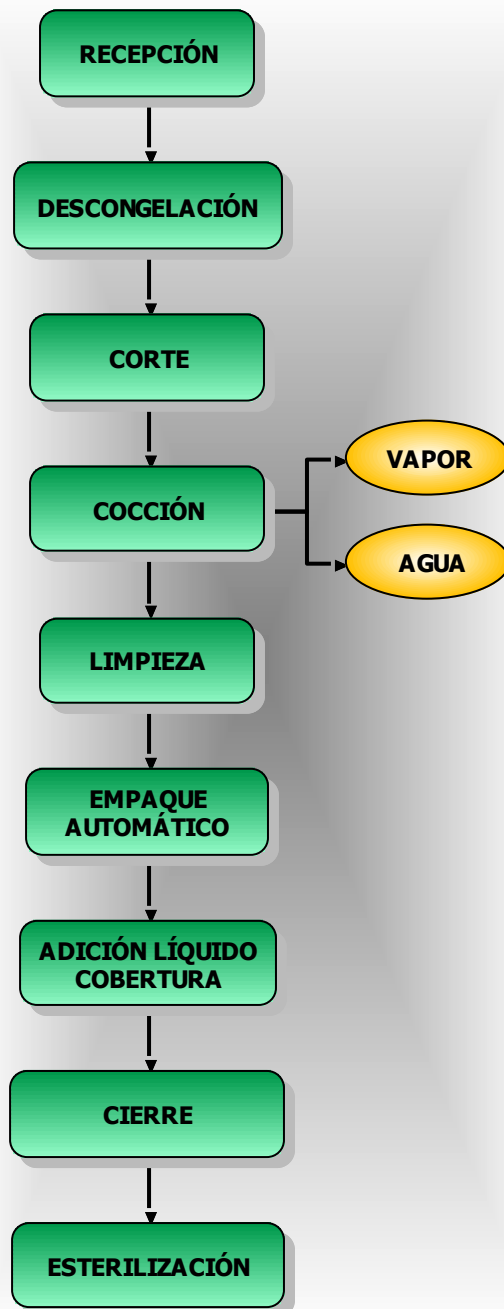 RECEPCIÓN
DESCONGELACIÓN
CORTE
COCCIÓN
VAPOR
AGUA
LIMPIEZA
EMPAQUE
AUTOMÁTICO
ADICIÓN LÍQUIDO
COBERTURA
CIERRE
ESTERILIZACIÓN